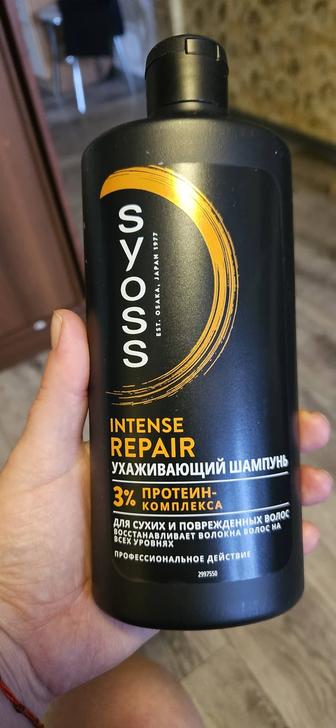 syoss
EST. OSAKA, JAPAN 1977
INTENSE
REPAIR
УХАЖИВАЮЩИЙ ШАМПУНЬ
3% ПРОТЕИН-
КОМПЛЕКСА
ДЛЯ СУХИХ И ПОВРЕЖДЕННЫХ ВОЛОС
ВОССТАНАВЛИВАЕТ ВОЛОКНА ВОЛОС НА
ВСЕХ УРОВНЯХ
ПРОФЕССИОНАЛЬНОЕ ДЕЙСТВИЕ
2997550